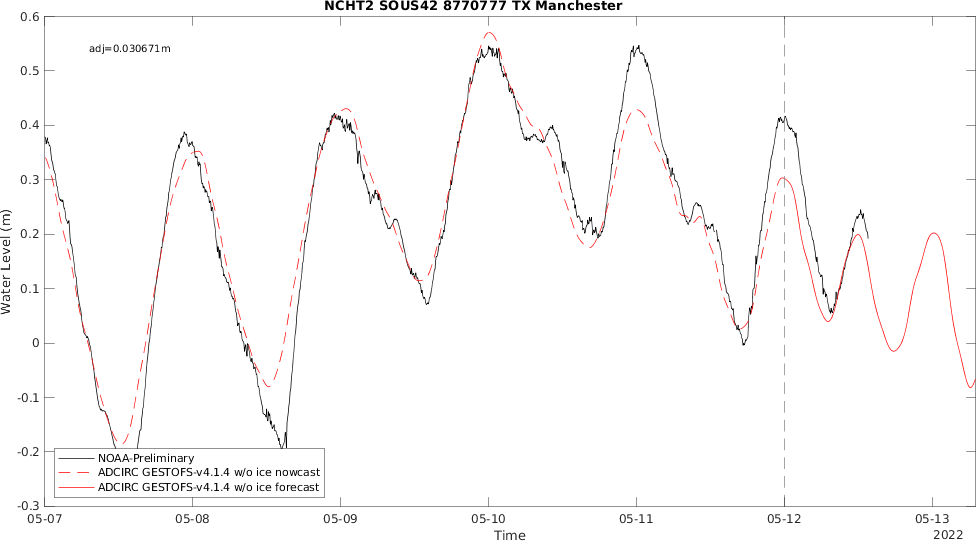 NCHT2 SOUS42 8770777 TX Manchester
adj=0.030671m
0.6
0.5
0.4
0.3
0.2
0.1
0
-0.1
-0.2
-0.3
Water Level (m)
NOAA-Preliminary
ADCIRC GESTOFS-v4.1.4 w/o ice nowcast
ADCIRC GESTOFS-v4.1.4 w/o ice forecast
05-07 05-08 05-09 05-10 05-11 05-12 05-13
Time
2022